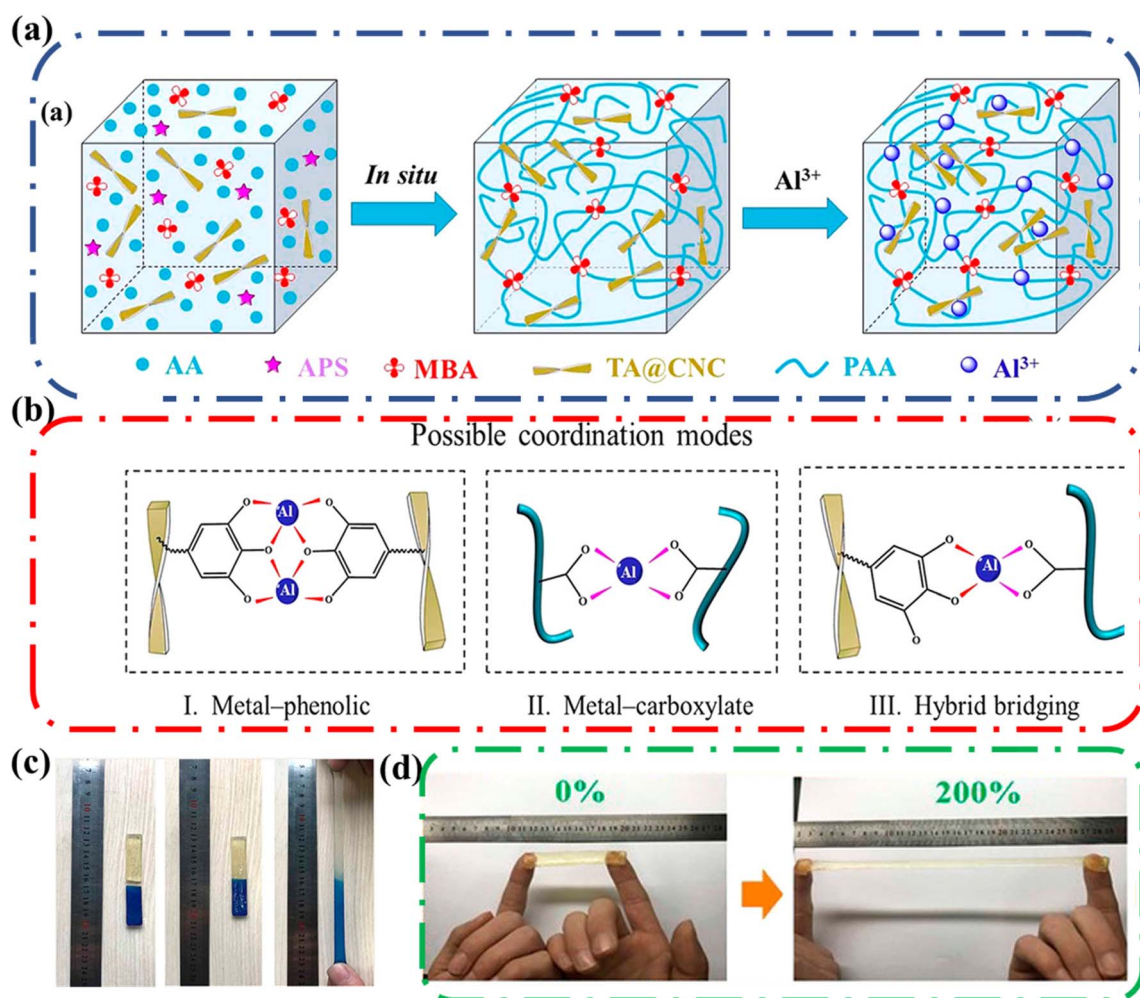 (a)
(a)
In situ
Al³⁺
AA
APS
MBA
TA@CNC
PAA
Al³⁺
(b)
Possible coordination modes
O
O
O
O
O
O
Al
Al
I. Metal–phenolic
O
O
O
O
Al
II. Metal–carboxylate
O
O
O
O
O
Al
III. Hybrid bridging
(c)
(d)
0%
200%